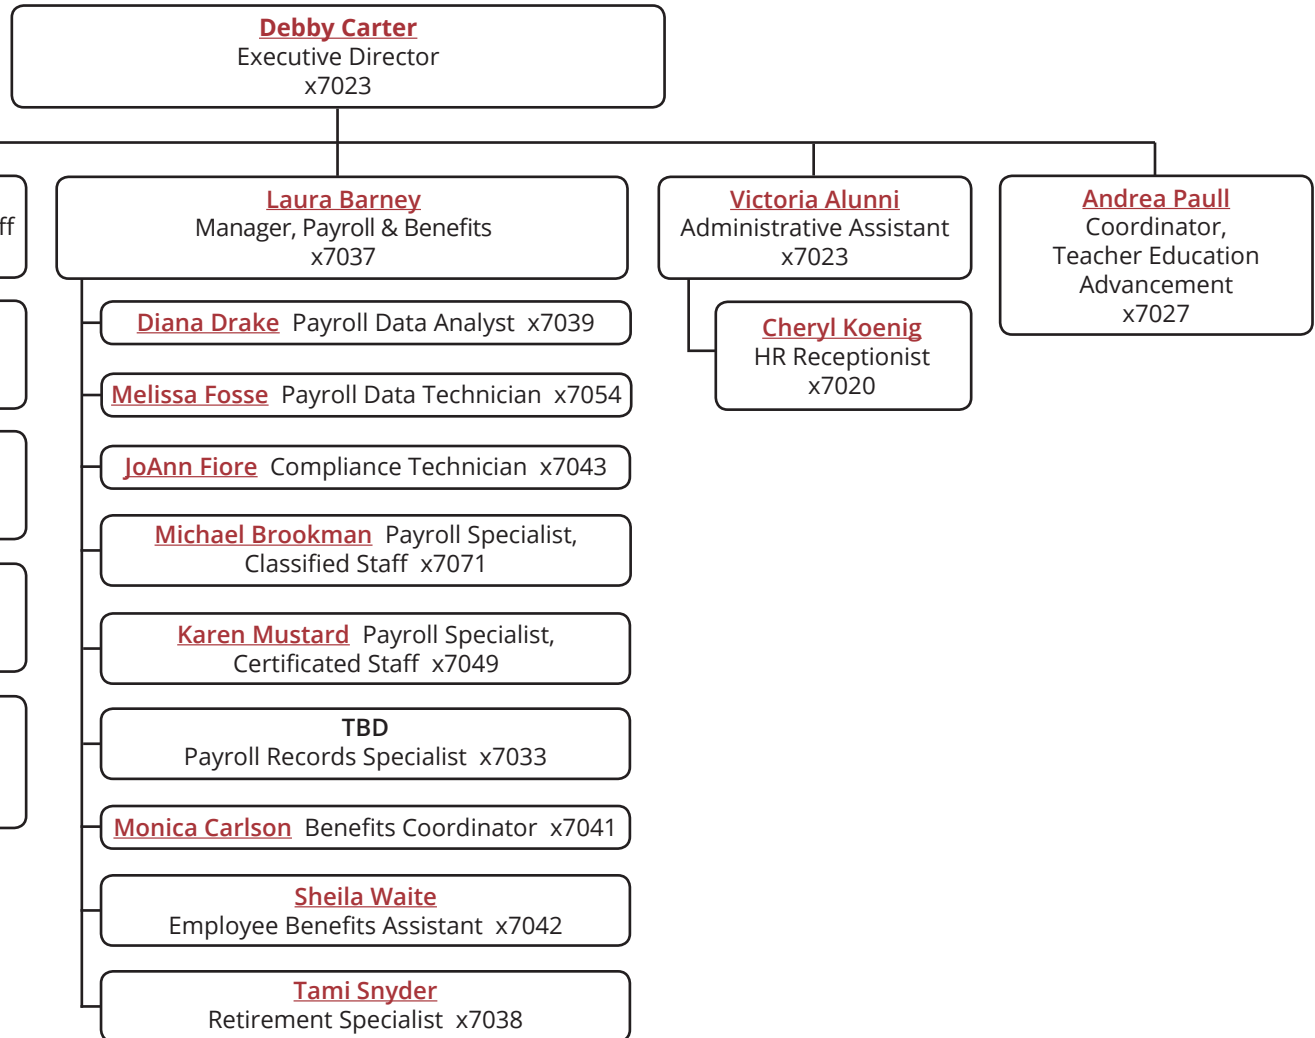 Debby Carter
Executive Director
x7023
ff
Laura Barney
Manager, Payroll & Benefits
x7037
Diana Drake Payroll Data Analyst x7039
Melissa Fosse Payroll Data Technician x7054
JoAnn Fiore Compliance Technician x7043
Michael Brookman Payroll Specialist,
Classified Staff x7071
Karen Mustard Payroll Specialist,
Certificated Staff x7049
TBD
Payroll Records Specialist x7033
Monica Carlson Benefits Coordinator x7041
Sheila Waite
Employee Benefits Assistant x7042
Tami Snyder
Retirement Specialist x7038
Victoria Alunni
Administrative Assistant
x7023
Cheryl Koenig
HR Receptionist
x7020
Andrea Paull
Coordinator,
Teacher Education
Advancement
x7027